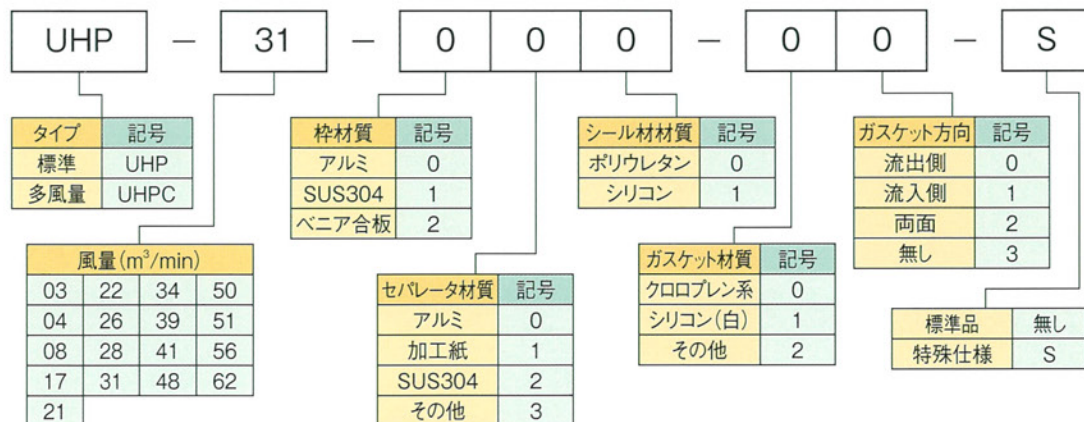 UHP － 31 － 0 0 0 － 0 0 － S
タイプ 記号
標準 UHP
多風量 UHPC
風量(m³/min)
03 22 34 50
04 26 39 51
08 28 41 56
17 31 48 62
21
枠材質 記号
アルミ 0
SUS304 1
ベニア合板 2
セパレータ材質 記号
アルミ 0
加工紙 1
SUS304 2
その他 3
シール材材質 記号
ポリウレタン 0
シリコン 1
ガスケット材質 記号
クロロプレン系 0
シリコン(白) 1
その他 2
ガスケット方向 記号
流出側 0
流入側 1
両面 2
無し 3
標準品 無し
特殊仕様 S